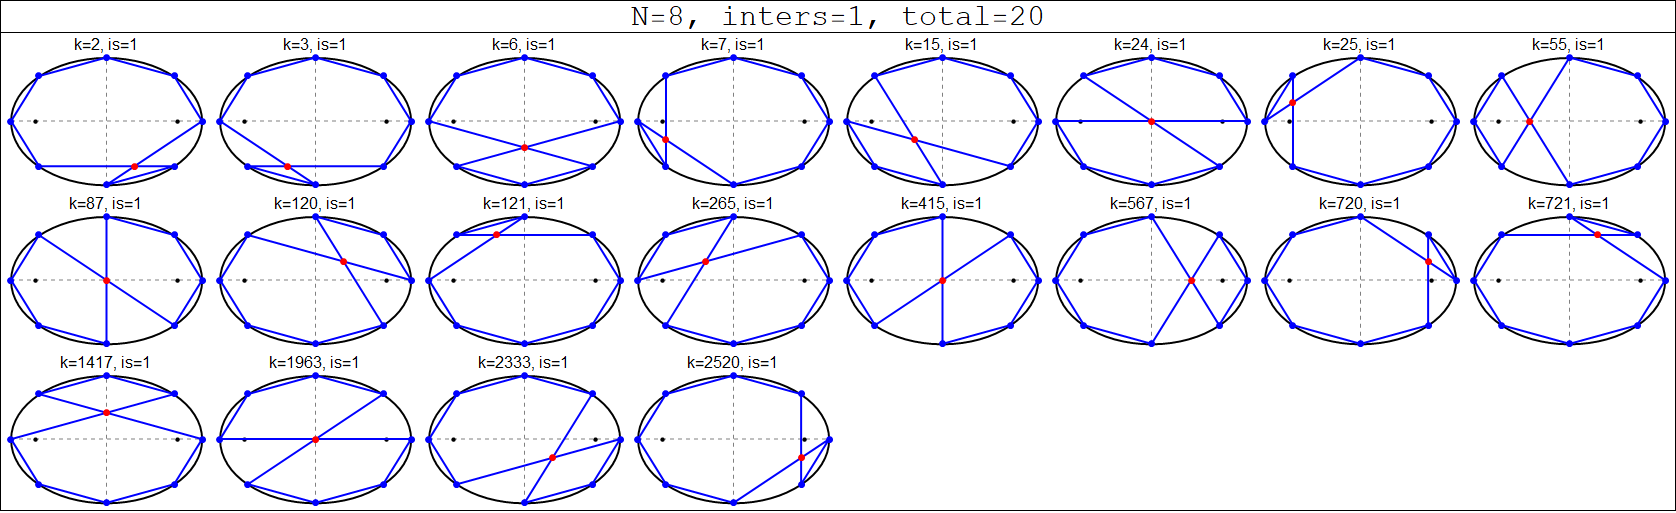 N=8, inters=1, total=20
k=2, is=1 k=3, is=1 k=6, is=1 k=7, is=1 k=15, is=1 k=24, is=1 k=25, is=1 k=55, is=1
k=87, is=1 k=120, is=1 k=121, is=1 k=265, is=1 k=415, is=1 k=567, is=1 k=720, is=1 k=721, is=1
k=1417, is=1 k=1963, is=1 k=2333, is=1 k=2520, is=1